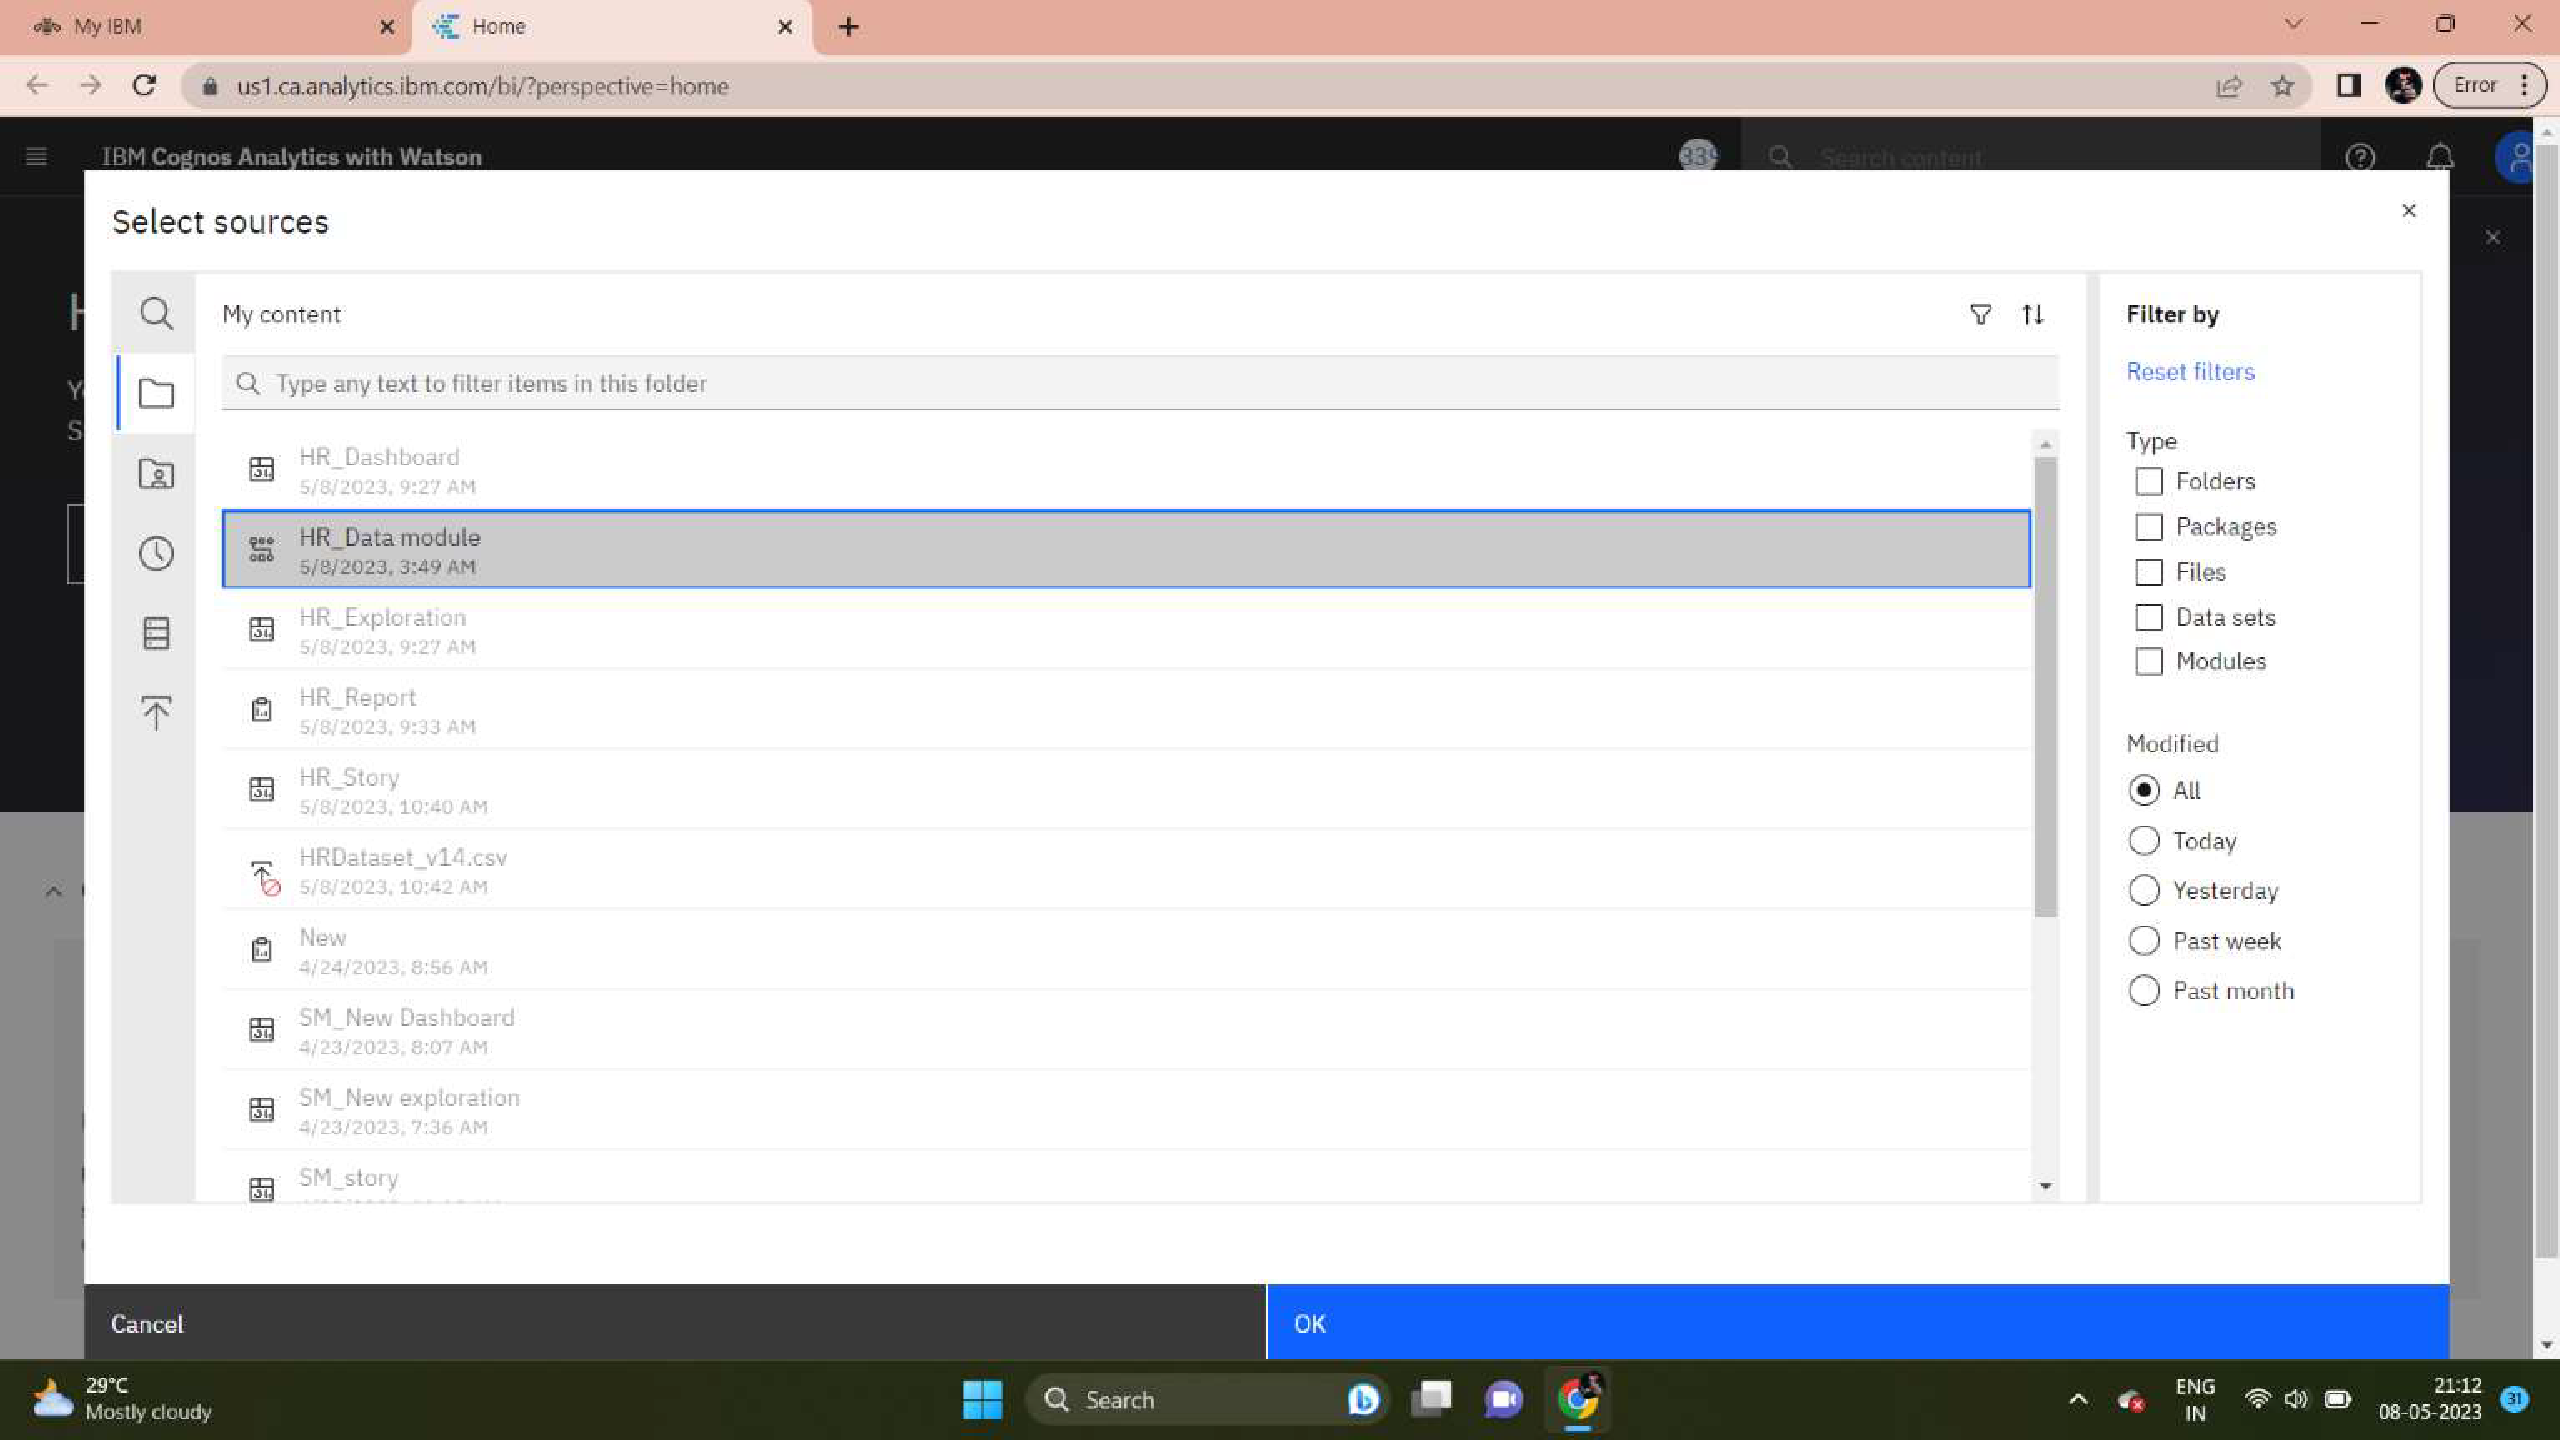 My IBM
Home
us1.ca.analytics.ibm.com/bi/?perspective=home
Error
IBM Cognos Analytics with Watson
Search content
Select sources
My content
Type any text to filter items in this folder
HR_Dashboard
5/8/2023, 9:27 AM
HR_Data module
5/8/2023, 3:49 AM
HR_Exploration
5/8/2023, 9:27 AM
HR_Report
5/8/2023, 9:33 AM
HR_Story
5/8/2023, 10:40 AM
HRDataset_v14.csv
5/8/2023, 10:42 AM
New
4/24/2023, 8:56 AM
SM_New Dashboard
4/23/2023, 8:07 AM
SM_New exploration
4/23/2023, 7:36 AM
SM_story
Filter by
Reset filters
Type
Folders
Packages
Files
Data sets
Modules
Modified
All
Today
Yesterday
Past week
Past month
Cancel
OK
29°C
Mostly cloudy
Search
ENG
IN
21:12
08-05-2023
31